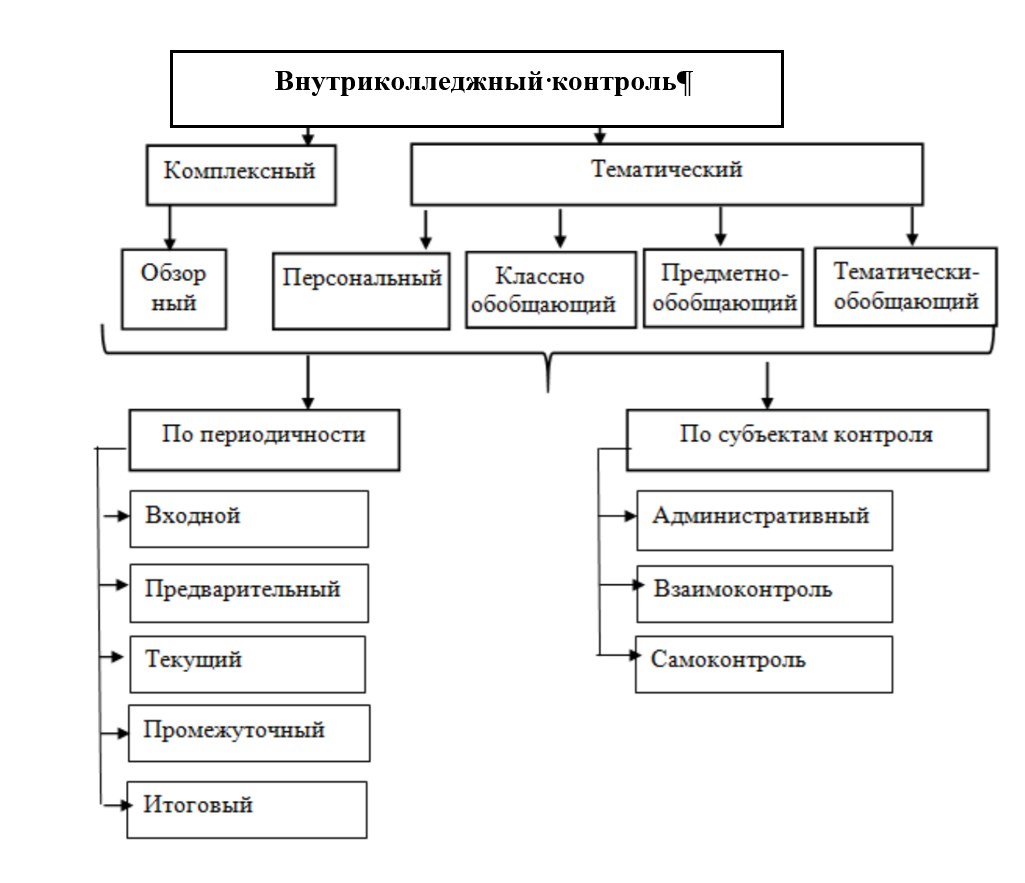 Внутриколледжный·контроль¶
Комплексный
Тематический
Обзор
ный
Персональный
Классно
обобщающий
Предметно-
обобщающий
Тематически-
обобщающий
По периодичности
По субъектам контроля
Входной
Предварительный
Текущий
Промежуточный
Итоговый
Административный
Взаимоконтроль
Самоконтроль